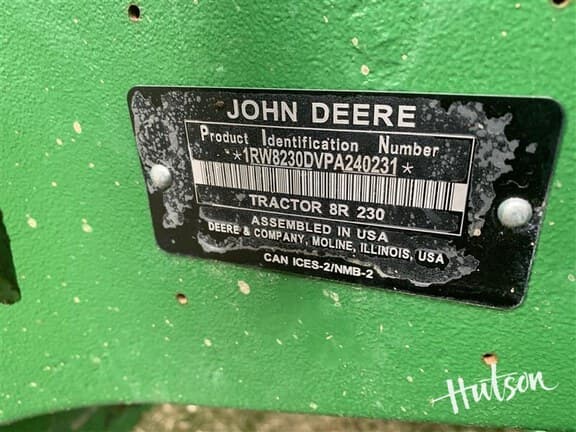 JOHN DEERE
Product Identification Number
*1RW8230DVPA240231*
TRACTOR 8R 230
ASSEMBLED IN USA
DEERE & COMPANY, MOLINE, ILLINOIS, USA
CAN ICES-2/NMB-2
Hutson